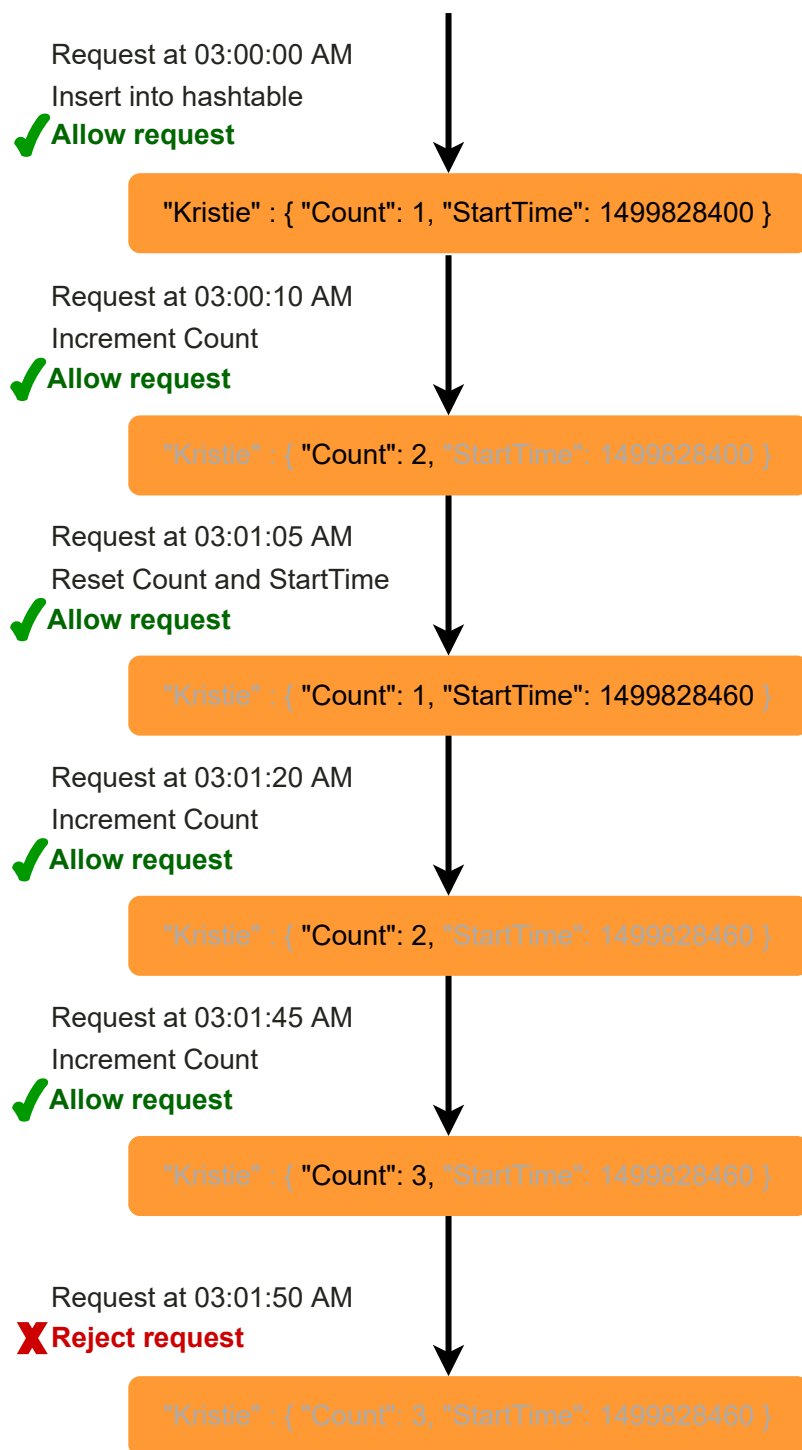 Request at 03:00:00 AM
Insert into hashtable
Allow request
"Kristie" : { "Count": 1, "StartTime": 1499828400 }
Request at 03:00:10 AM
Increment Count
Allow request
"Kristie" : { "Count": 2, "StartTime": 1499828400 }
Request at 03:01:05 AM
Reset Count and StartTime
Allow request
"Kristie" : { "Count": 1, "StartTime": 1499828460 }
Request at 03:01:20 AM
Increment Count
Allow request
"Kristie" : { "Count": 2, "StartTime": 1499828460 }
Request at 03:01:45 AM
Increment Count
Allow request
"Kristie" : { "Count": 3, "StartTime": 1499828460 }
Request at 03:01:50 AM
Reject request
"Kristie" : { "Count": 3, "StartTime": 1499828460 }